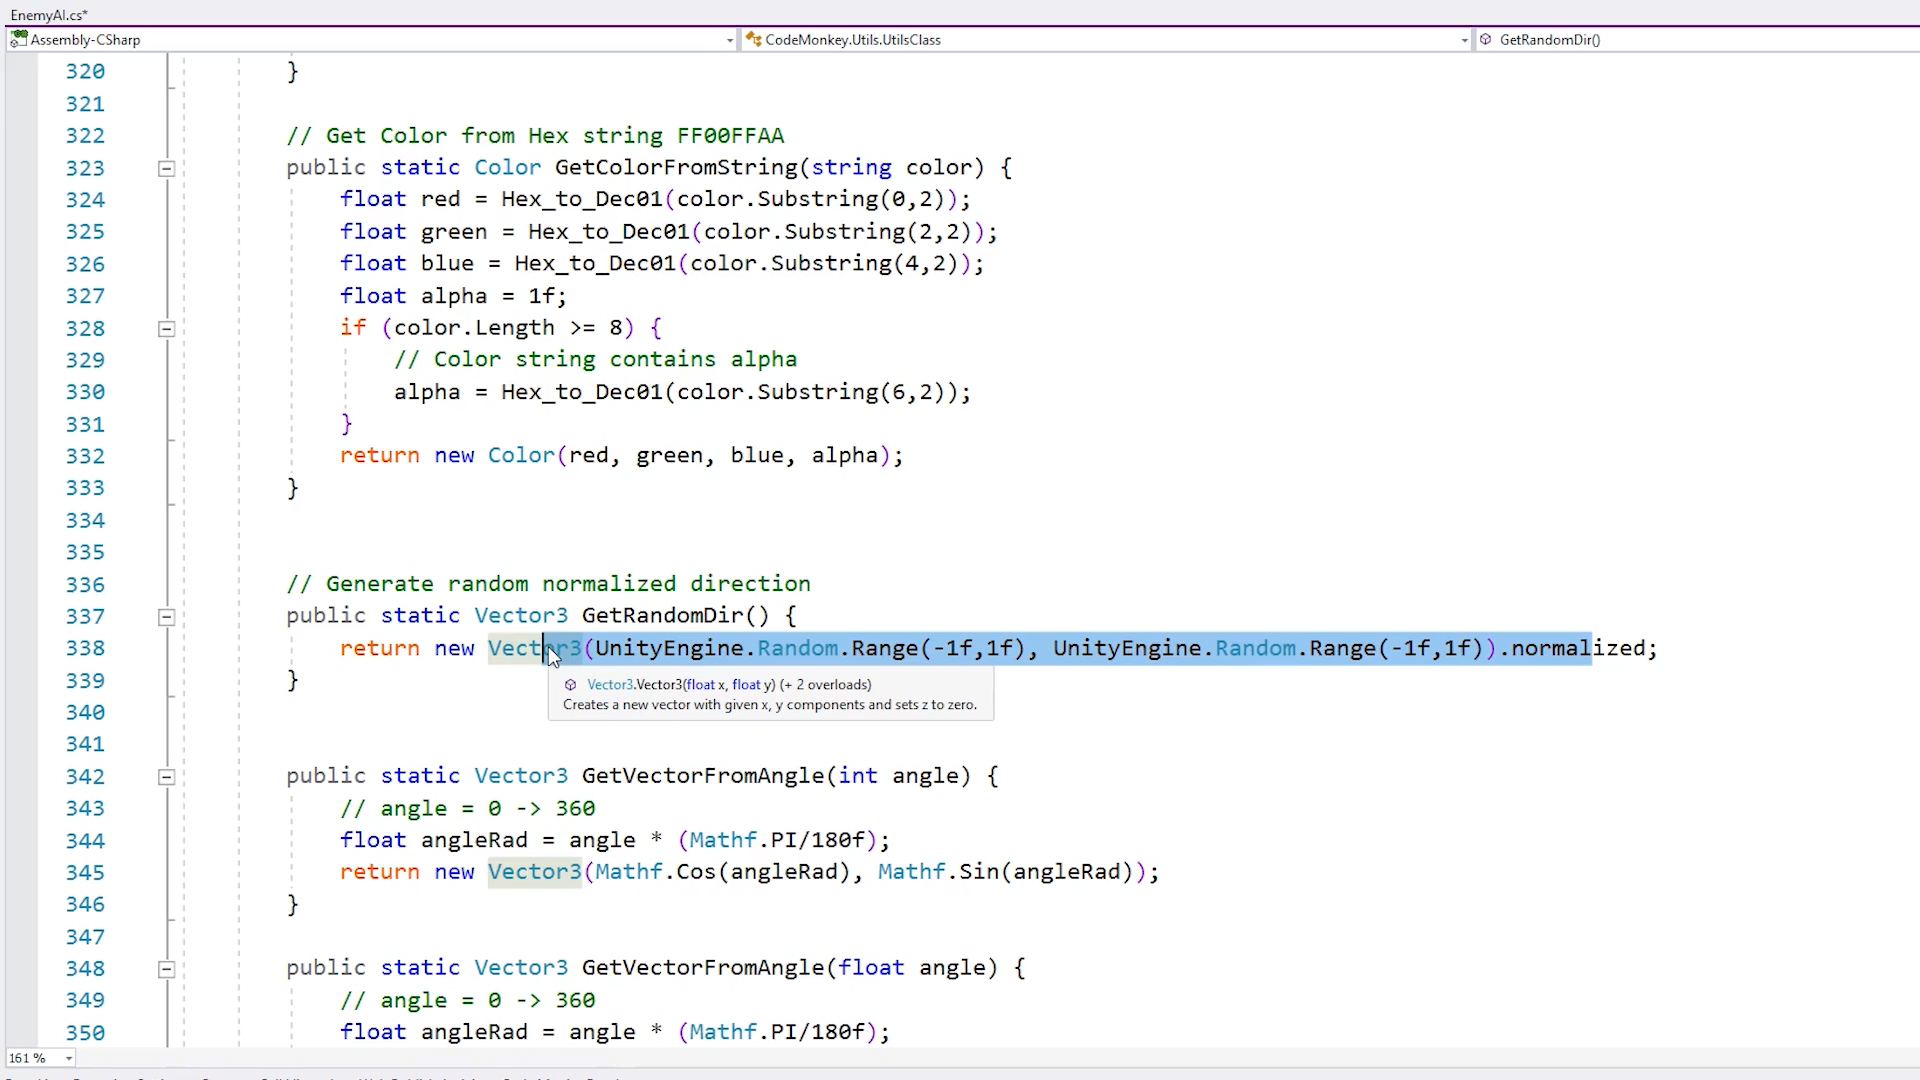 EnemyAI.cs*
Assembly-CSharp CodeMonkey.Utils.UtilsClass GetRandomDir()
320 }
321
322 // Get Color from Hex string FF00FFAA
323 public static Color GetColorFromString(string color) {
324 float red = Hex_to_Dec01(color.Substring(0,2));
325 float green = Hex_to_Dec01(color.Substring(2,2));
326 float blue = Hex_to_Dec01(color.Substring(4,2));
327 float alpha = 1f;
328 if (color.Length >= 8) {
329 // Color string contains alpha
330 alpha = Hex_to_Dec01(color.Substring(6,2));
331 }
332 return new Color(red, green, blue, alpha);
333 }
334
335
336 // Generate random normalized direction
337 public static Vector3 GetRandomDir() {
338 return new Vector3(UnityEngine.Random.Range(-1f,1f), UnityEngine.Random.Range(-1f,1f)).normalized;
339 }
Vector3.Vector3(float x, float y) (+ 2 overloads)
Creates a new vector with given x, y components and sets z to zero.
340
341
342 public static Vector3 GetVectorFromAngle(int angle) {
343 // angle = 0 -> 360
344 float angleRad = angle * (Mathf.PI/180f);
345 return new Vector3(Mathf.Cos(angleRad), Mathf.Sin(angleRad));
346 }
347
348 public static Vector3 GetVectorFromAngle(float angle) {
349 // angle = 0 -> 360
350 float angleRad = angle * (Mathf.PI/180f);
161 %